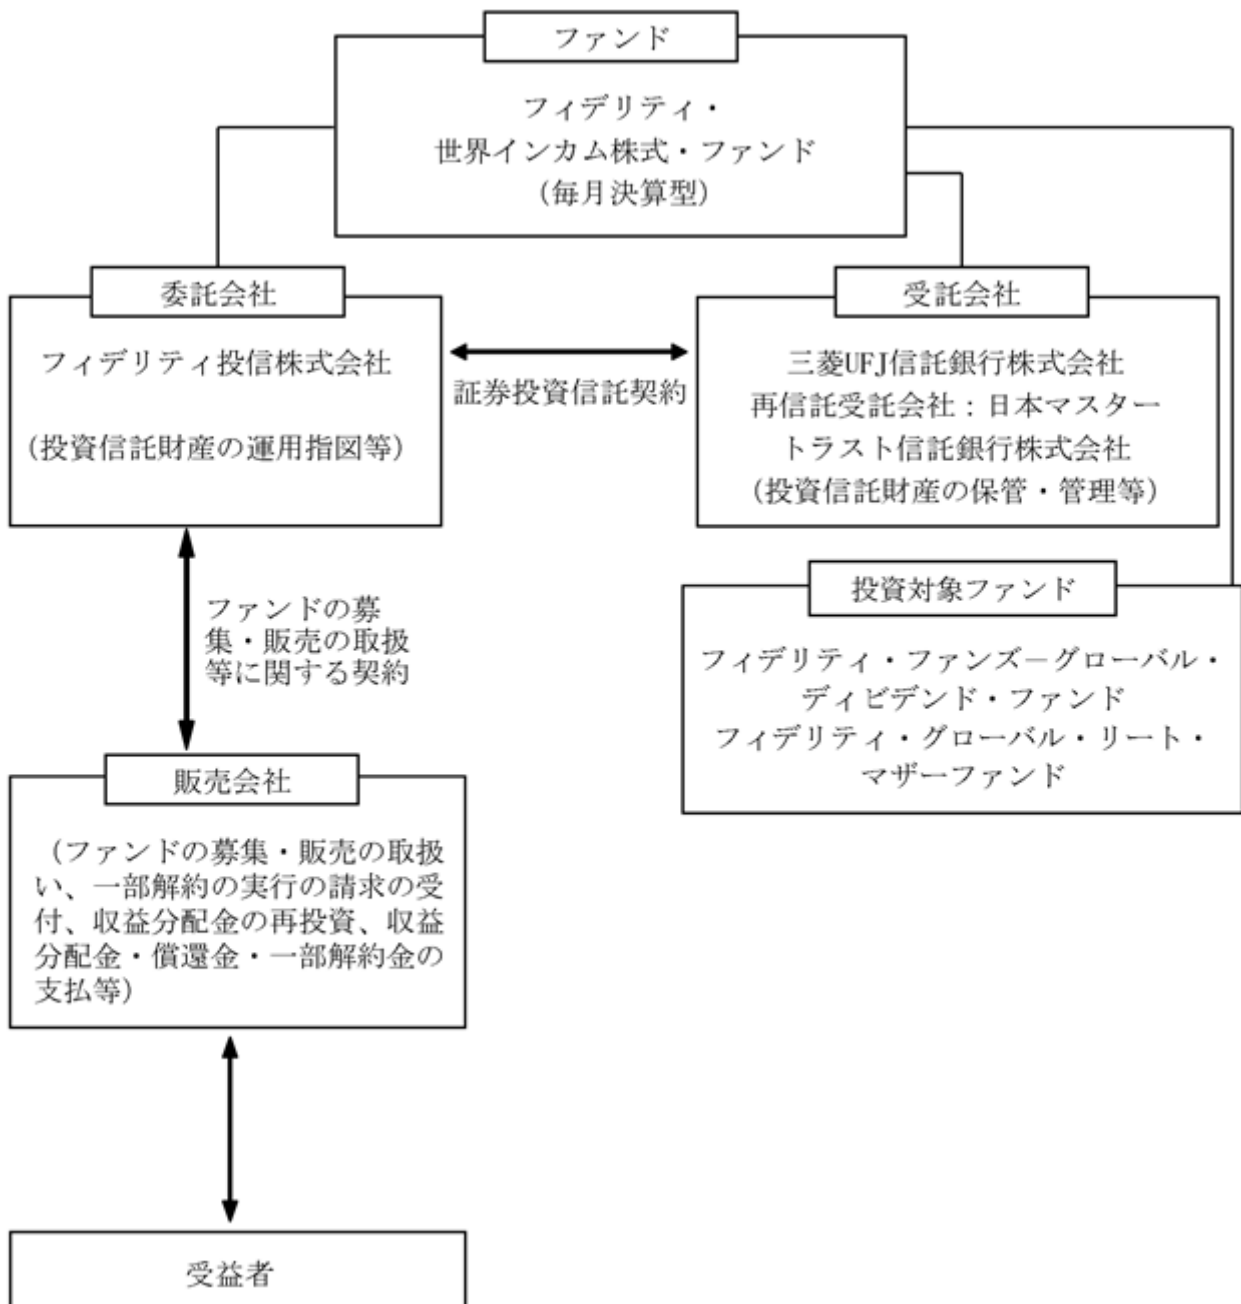 ファンド
フィデリティ・
世界インカム株式・ファンド
（毎月決算型）
委託会社
フィデリティ投信株式会社
（投資信託財産の運用指図等）
証券投資信託契約
受託会社
三菱UFJ信託銀行株式会社
再信託受託会社：日本マスター
トラスト信託銀行株式会社
（投資信託財産の保管・管理等）
ファンドの募
集・販売の取扱
等に関する契約
投資対象ファンド
フィデリティ・ファンズ－グローバル・
ディビデンド・ファンド
フィデリティ・グローバル・リート・
マザーファンド
販売会社
（ファンドの募集・販売の取扱
い、一部解約の実行の請求の受
付、収益分配金の再投資、収益
分配金・償還金・一部解約金の
支払等）
受益者